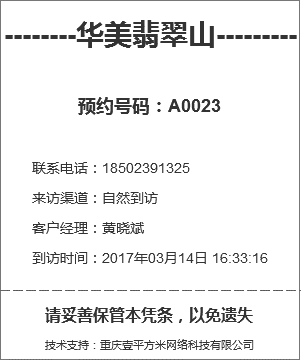 --------华美翡翠山--------
预约号码：A0023
联系电话：18502391325
来访渠道：自然到访
客户经理：黄晓斌
到访时间：2017年03月14日 16:33:16
请妥善保管本凭条，以免遗失
技术支持：重庆壹平方米网络科技有限公司